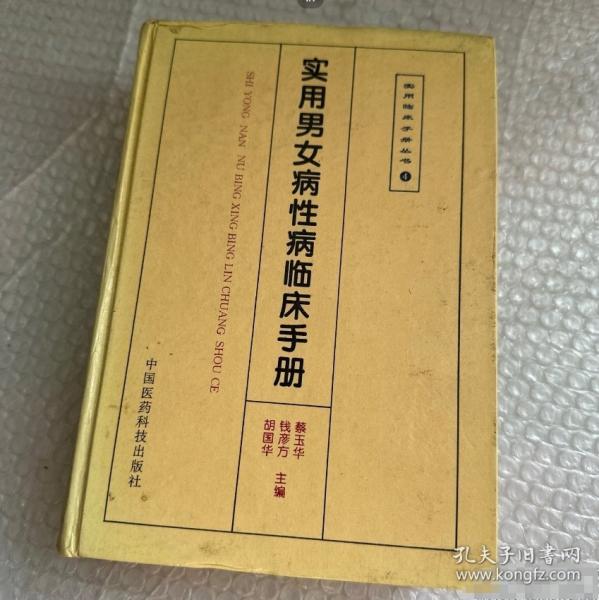 实用临床手册丛书 4
实用男女病性病临床手册
SHI YONG NAN NU BING XING BING LIN CHUANG SHOU CE
蔡玉华
钱彦方
胡国华
主编
中国医药科技出版社
孔夫子旧书网
www.kongfz.com